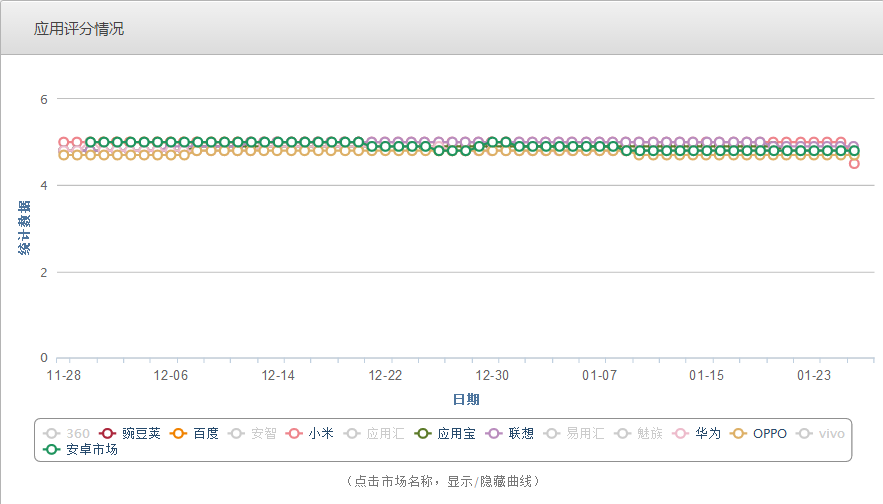 应用评分情况
6
4
2
0
统计数据
11-28 12-06 12-14 12-22 12-30 01-07 01-15 01-23
日期
360 豌豆荚 百度 安智 小米 应用汇 应用宝 联想 易用汇 魅族 华为 OPPO vivo
安卓市场
(点击市场名称，显示/隐藏曲线)